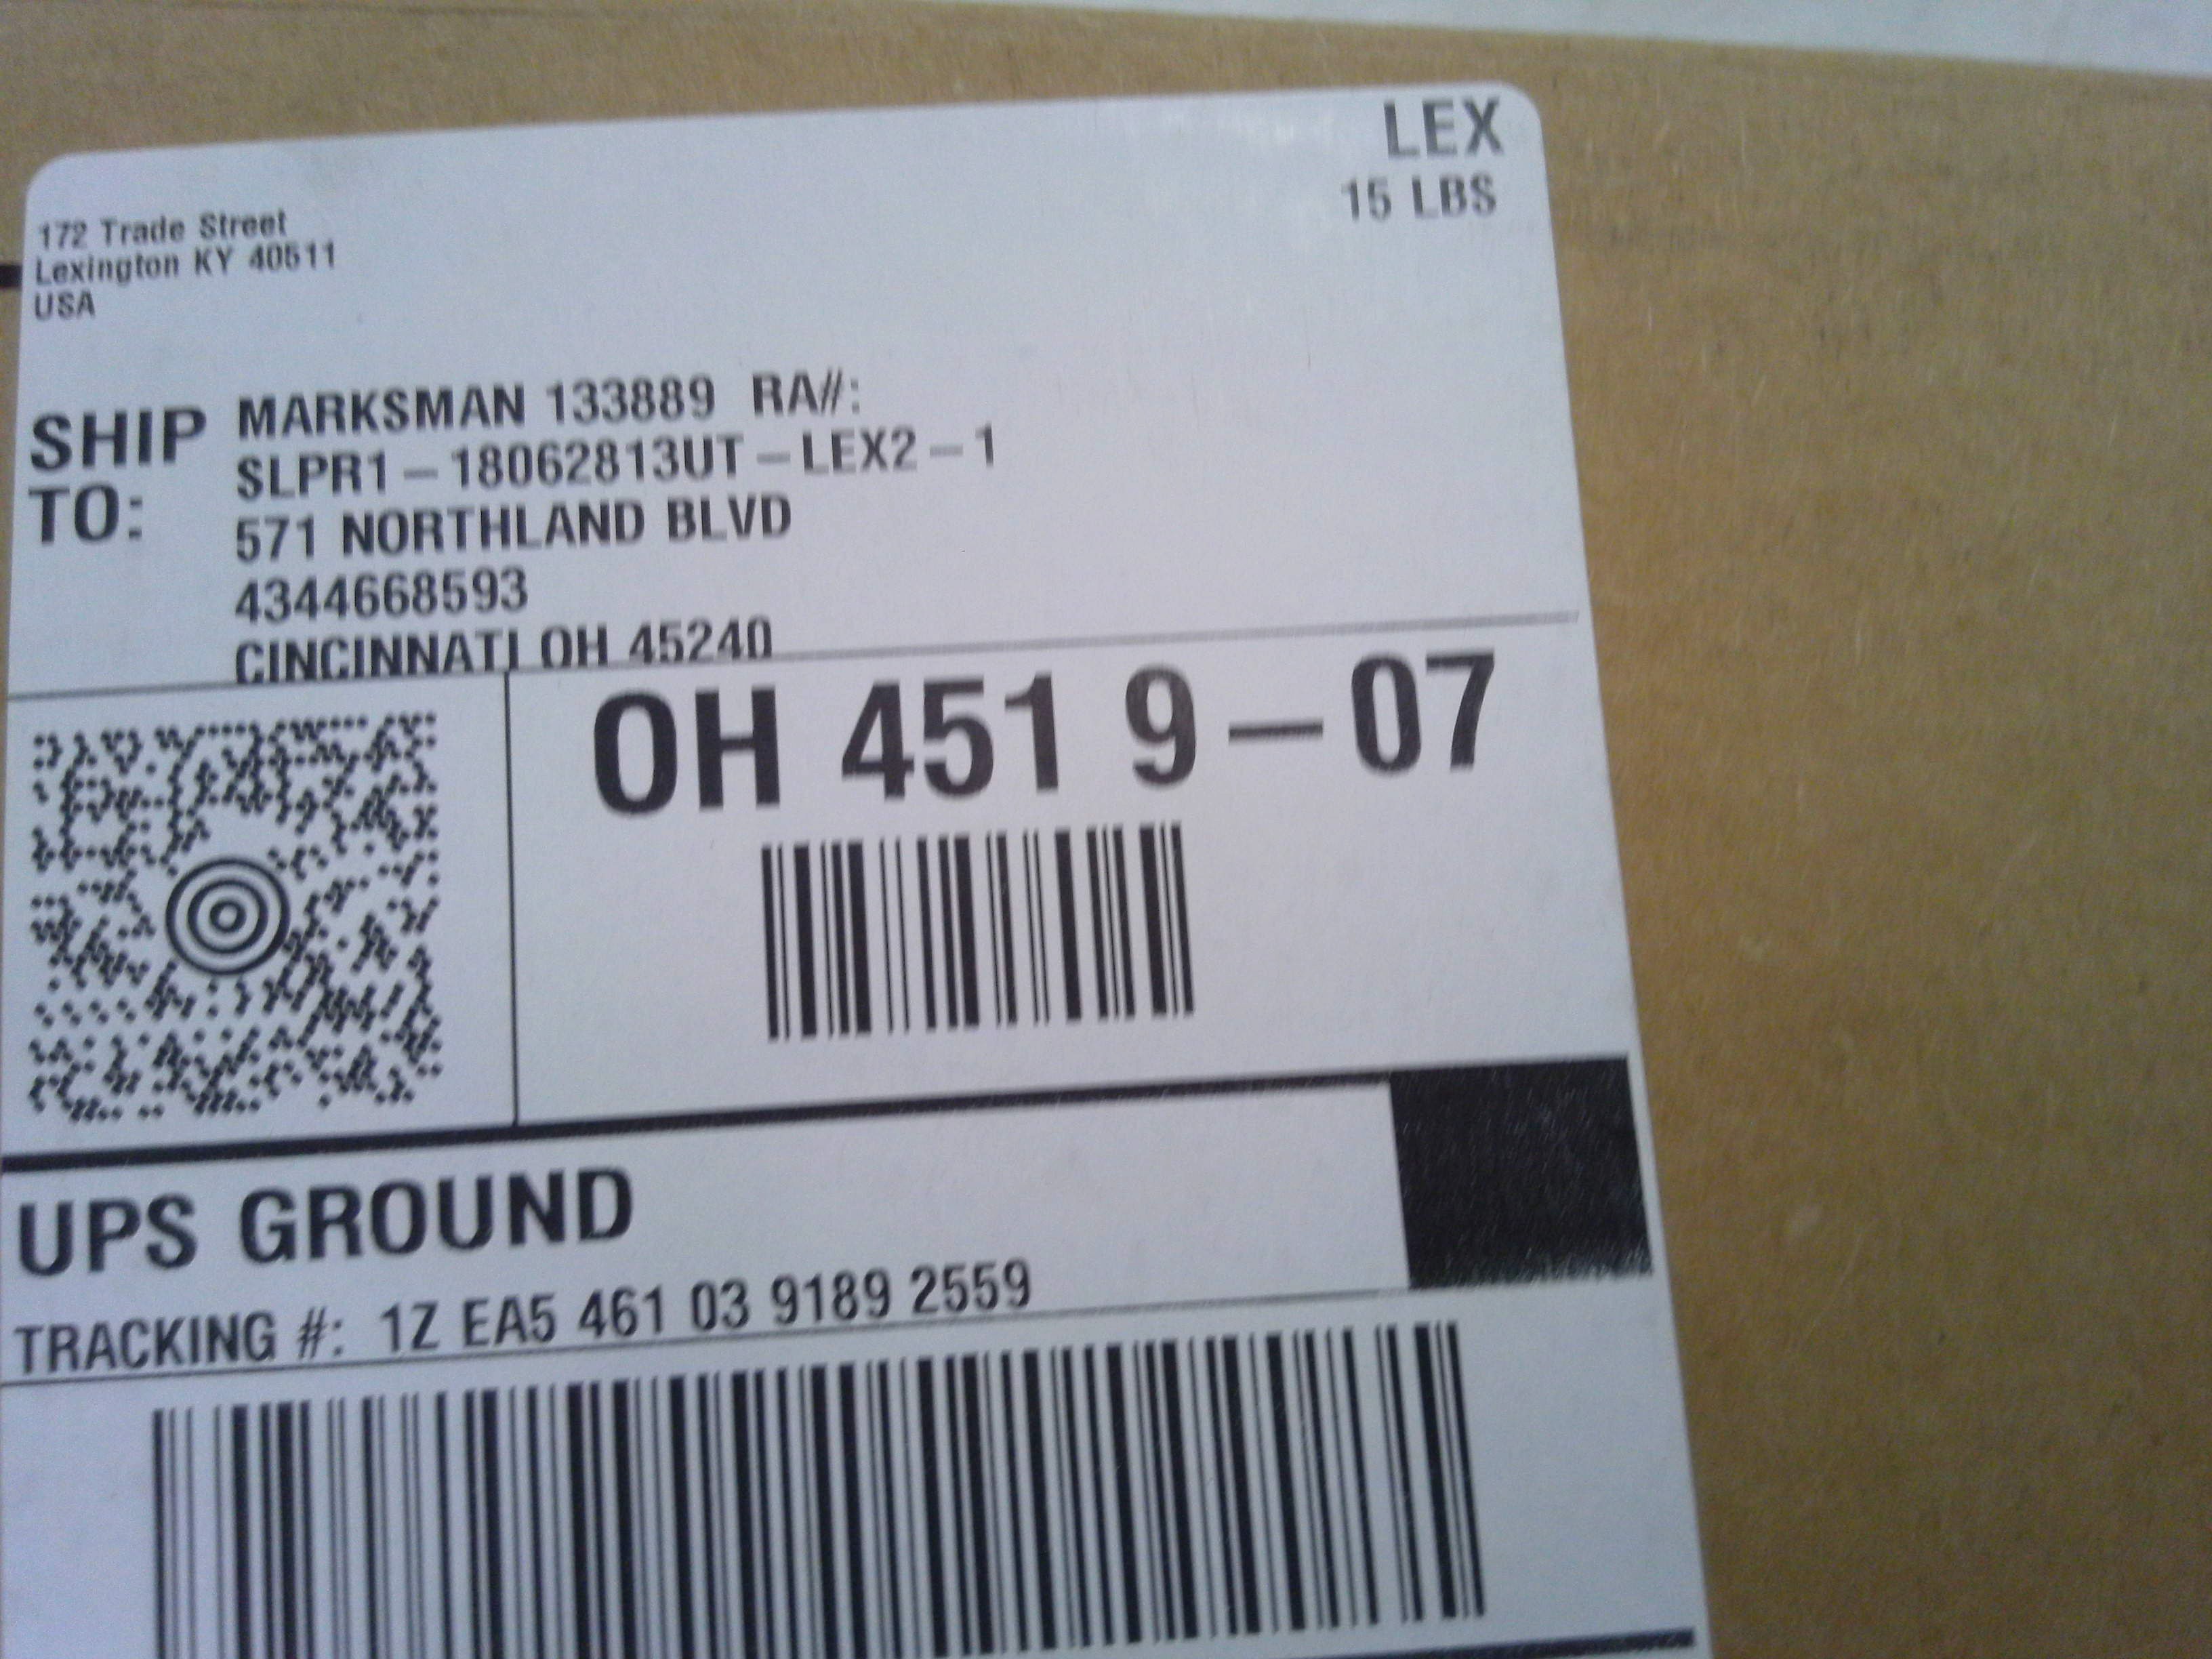 LEX
15 LBS
172 Trade Street
Lexington KY 40511
USA
SHIP TO:
MARKSMAN 133889 RA#:
SLPR1-18062813UT-LEX2-1
571 NORTHLAND BLVD
4344668593
CINCINNATI OH 45240
OH 451 9-07
UPS GROUND
TRACKING #: 1Z EA5 461 03 9189 2559